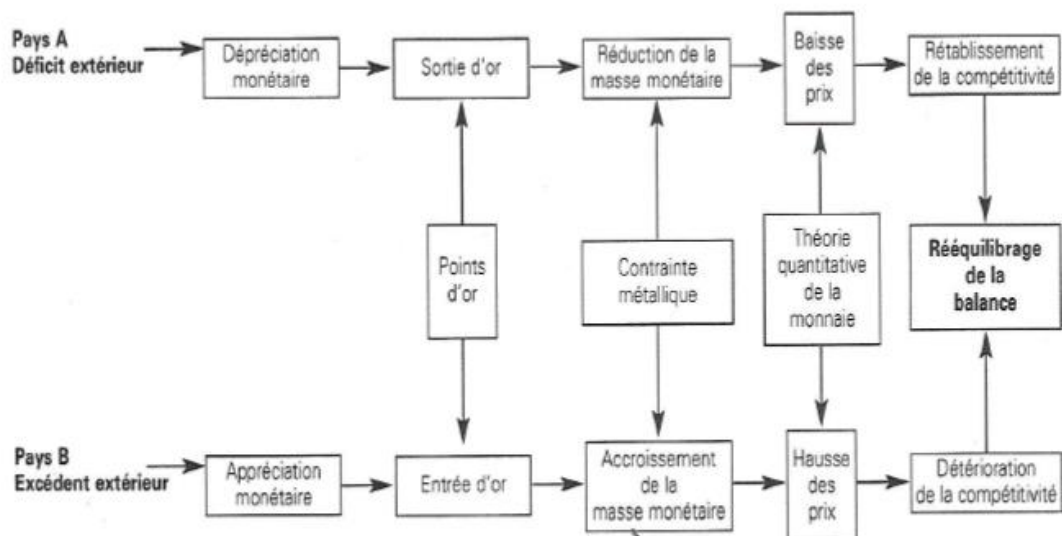 Pays A
Déficit extérieur
Dépréciation
monétaire
Sortie d'or
Réduction de la
masse monétaire
Baisse
des
prix
Rétablissement
de la compétitivité
Points
d'or
Contrainte
métallique
Théorie
quantitative
de la
monnaie
Rééquilibrage
de la
balance
Pays B
Excédent extérieur
Appréciation
monétaire
Entrée d'or
Accroissement
de la
masse monétaire
Hausse
des
prix
Détérioration
de la compétitivité